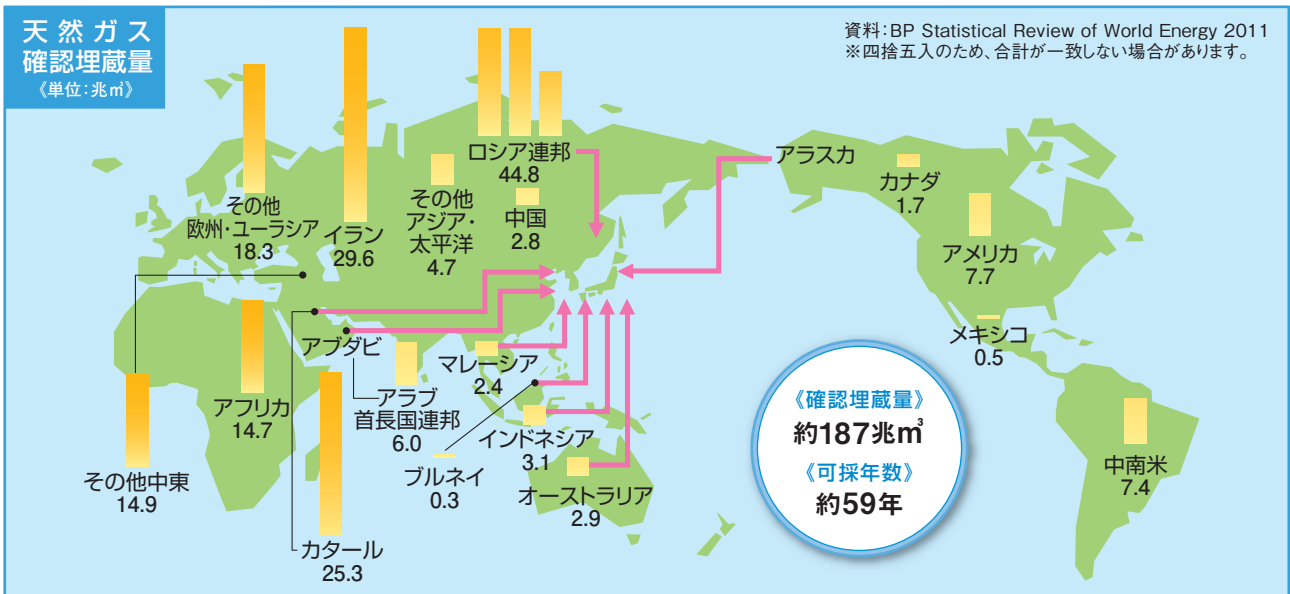 天然ガス
確認埋蔵量
《単位:兆㎥》
資料:BP Statistical Review of World Energy 2011
※四捨五入のため、合計が一致しない場合があります。
ロシア連邦
44.8
アラスカ
カナダ
1.7
その他
欧州・ユーラシア
18.3
イラン
29.6
その他
アジア・
太平洋
4.7
中国
2.8
アメリカ
7.7
メキシコ
0.5
アブダビ
アラブ
首長国連邦
6.0
マレーシア
2.4
アフリカ
14.7
インドネシア
3.1
ブルネイ
0.3
オーストラリア
2.9
その他中東
14.9
カタール
25.3
《確認埋蔵量》
約187兆㎥
《可採年数》
約59年
中南米
7.4